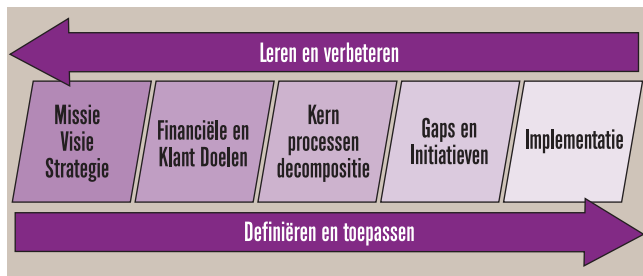 Leren en verbeteren
Missie
Visie
Strategie
Financiële en
Klant Doelen
Kern
processen
decompositie
Gaps en
Initiatieven
Implementatie
Definiëren en toepassen